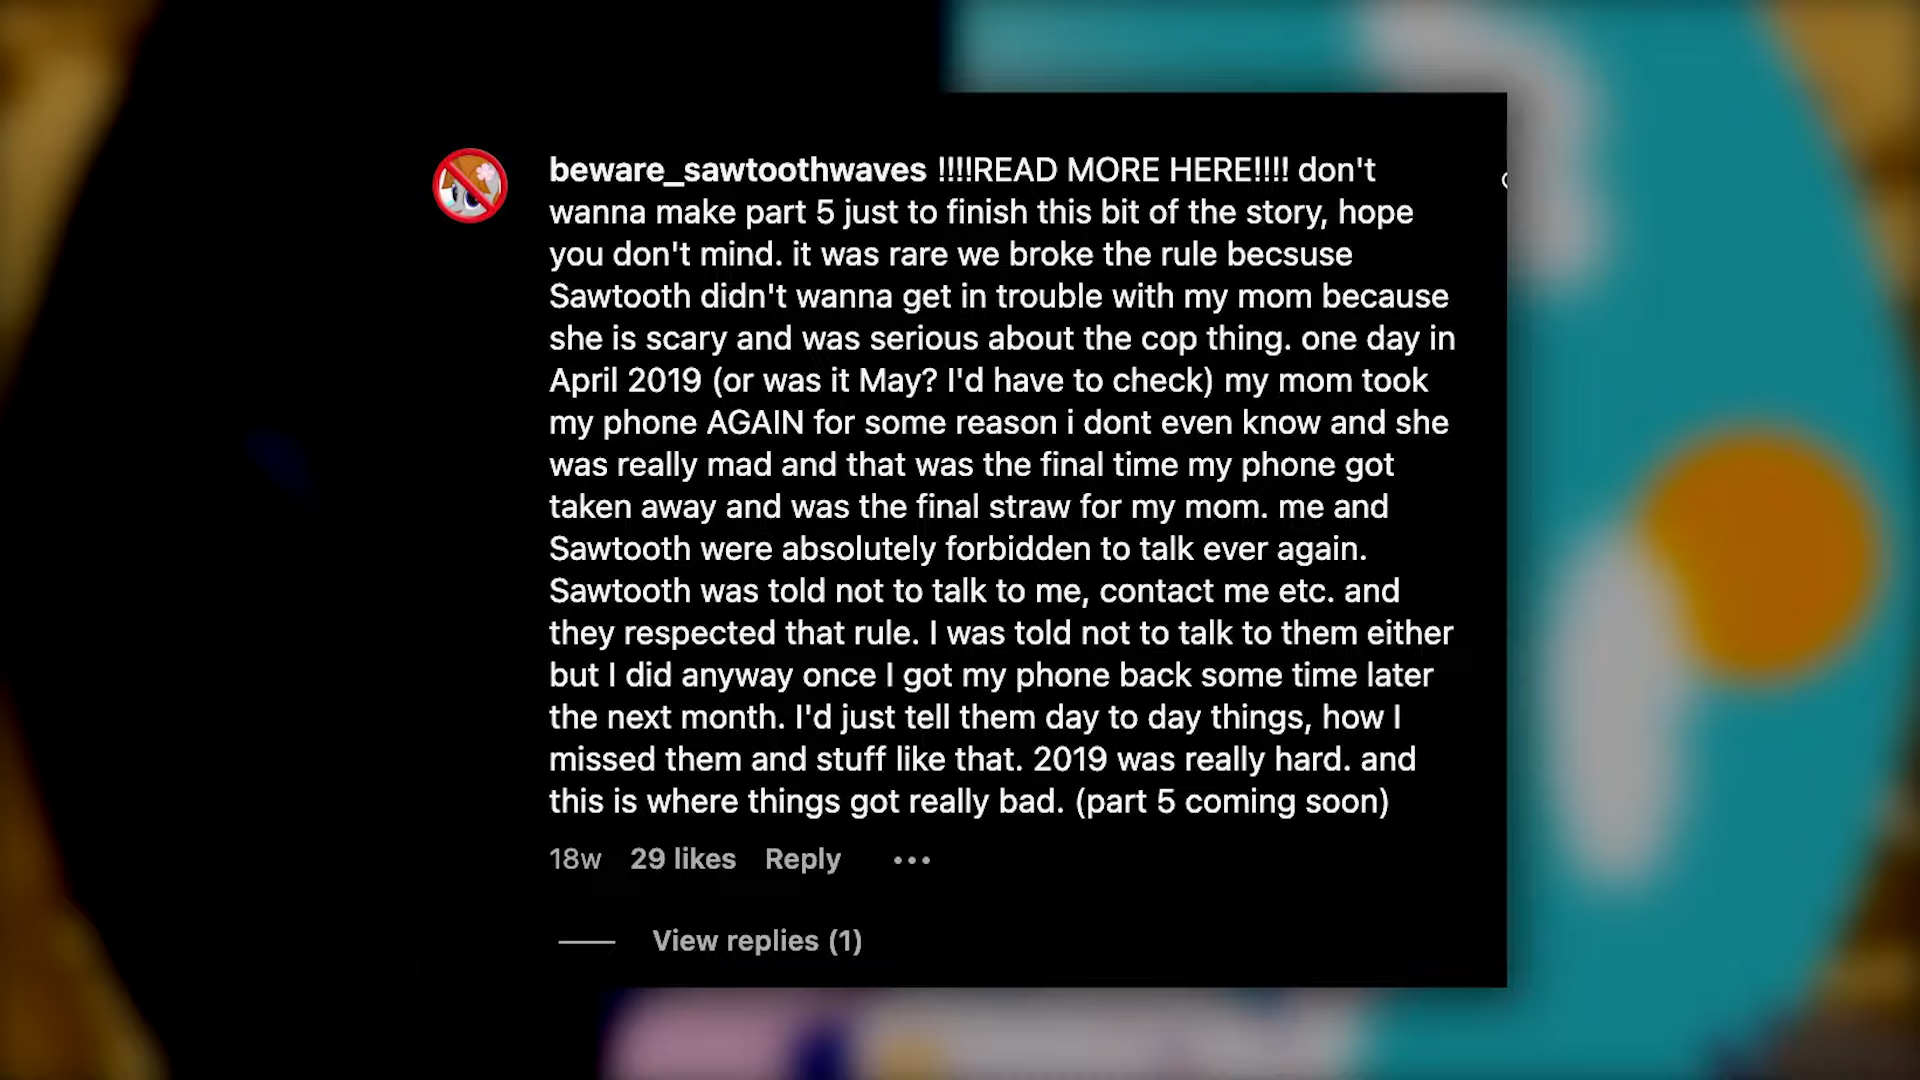 beware_sawtoothwaves !!!!READ MORE HERE!!!! don't
wanna make part 5 just to finish this bit of the story, hope
you don't mind. it was rare we broke the rule becsuse
Sawtooth didn't wanna get in trouble with my mom because
she is scary and was serious about the cop thing. one day in
April 2019 (or was it May? I'd have to check) my mom took
my phone AGAIN for some reason i dont even know and she
was really mad and that was the final time my phone got
taken away and was the final straw for my mom. me and
Sawtooth were absolutely forbidden to talk ever again.
Sawtooth was told not to talk to me, contact me etc. and
they respected that rule. I was told not to talk to them either
but I did anyway once I got my phone back some time later
the next month. I'd just tell them day to day things, how I
missed them and stuff like that. 2019 was really hard. and
this is where things got really bad. (part 5 coming soon)
18w 29 likes Reply •••
View replies (1)